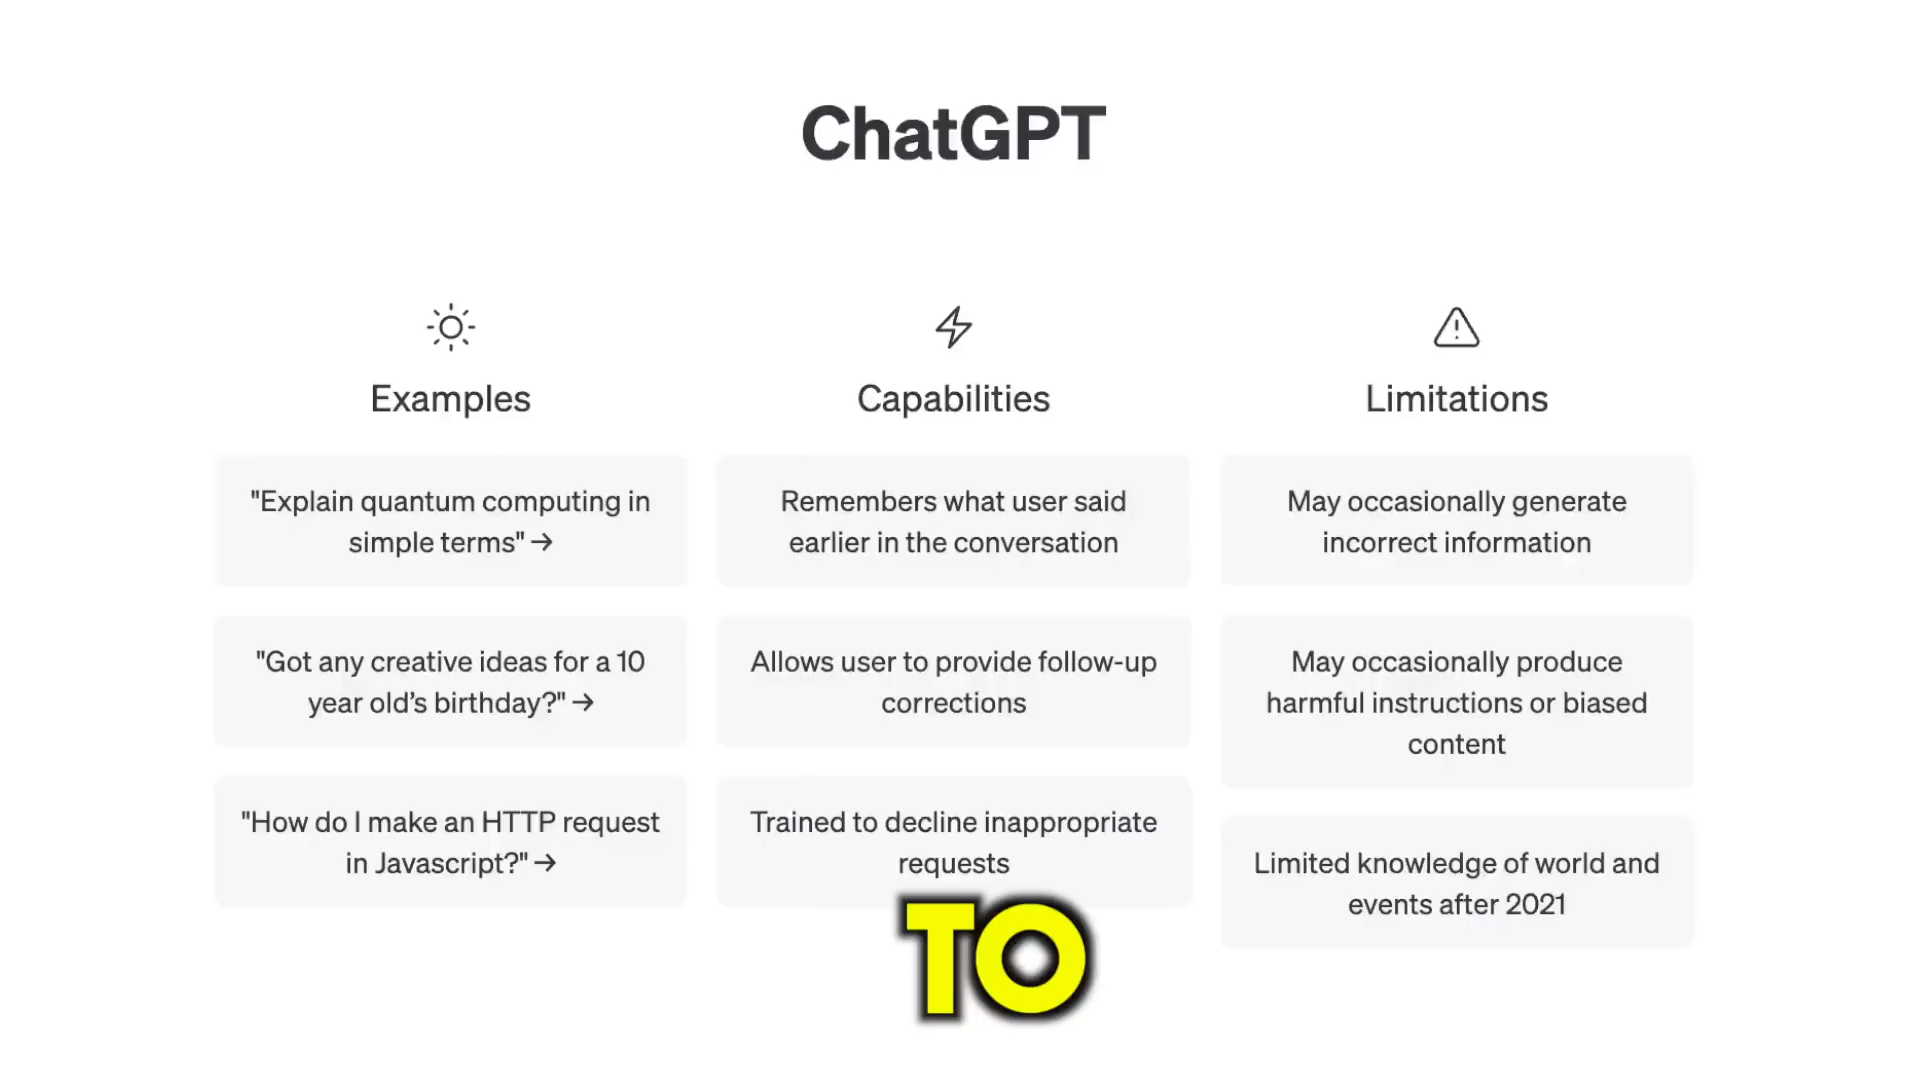 ChatGPT
Examples
"Explain quantum computing in
simple terms" →
"Got any creative ideas for a 10
year old’s birthday?" →
"How do I make an HTTP request
in Javascript?" →
Capabilities
Remembers what user said
earlier in the conversation
Allows user to provide follow-up
corrections
Trained to decline inappropriate
requests
Limitations
May occasionally generate
incorrect information
May occasionally produce
harmful instructions or biased
content
Limited knowledge of world and
events after 2021
TO